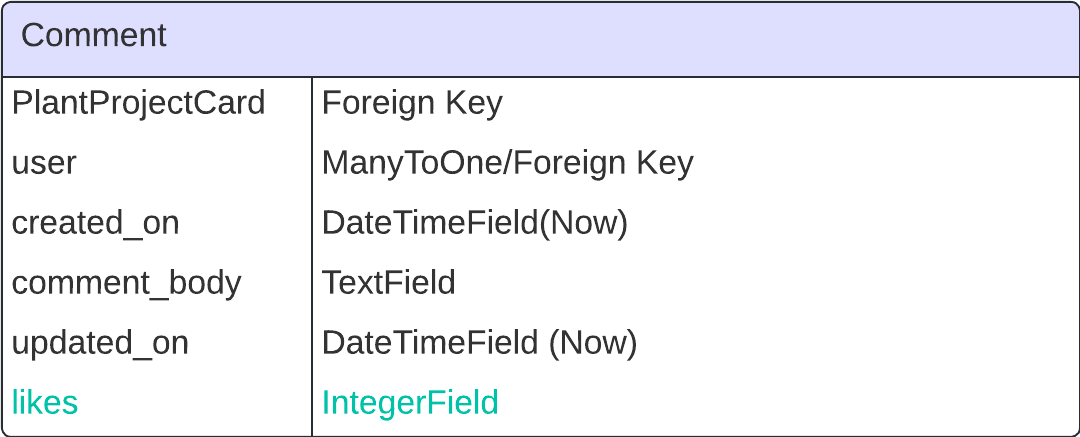 Comment
PlantProjectCard Foreign Key
user ManyToOne/Foreign Key
created_on DateTimeField(Now)
comment_body TextField
updated_on DateTimeField (Now)
likes IntegerField